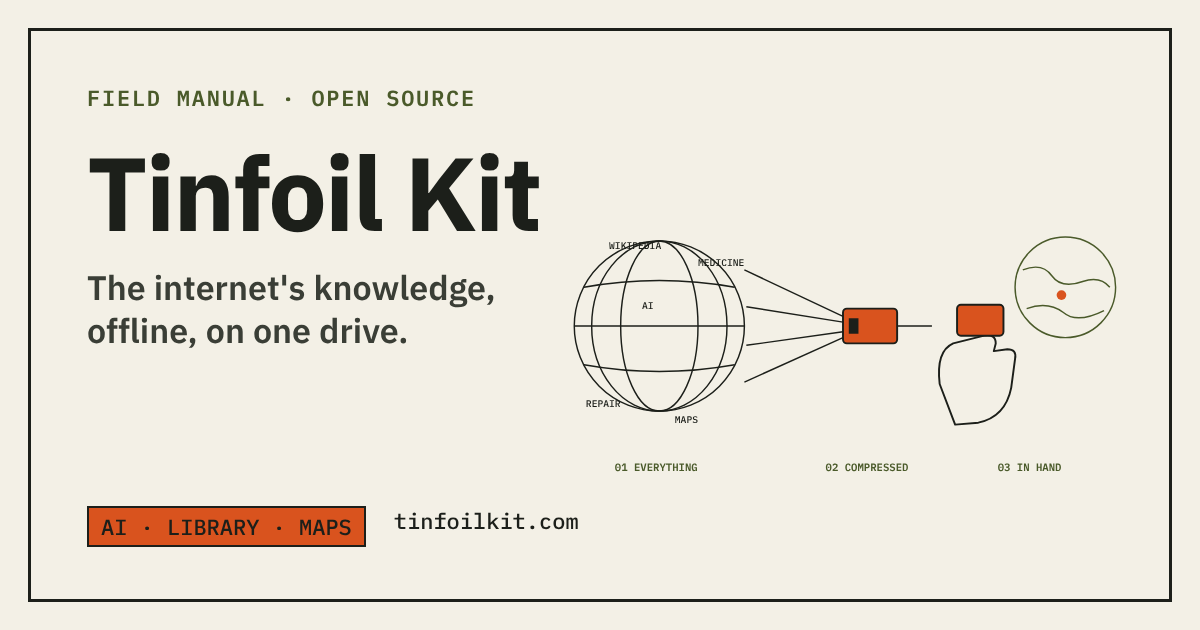 FIELD MANUAL · OPEN SOURCE
Tinfoil Kit
The internet's knowledge,
offline, on one drive.
WIKIPEDIA
MEDICINE
AI
REPAIR
MAPS
01 EVERYTHING
02 COMPRESSED
03 IN HAND
AI · LIBRARY · MAPS
tinfoilkit.com